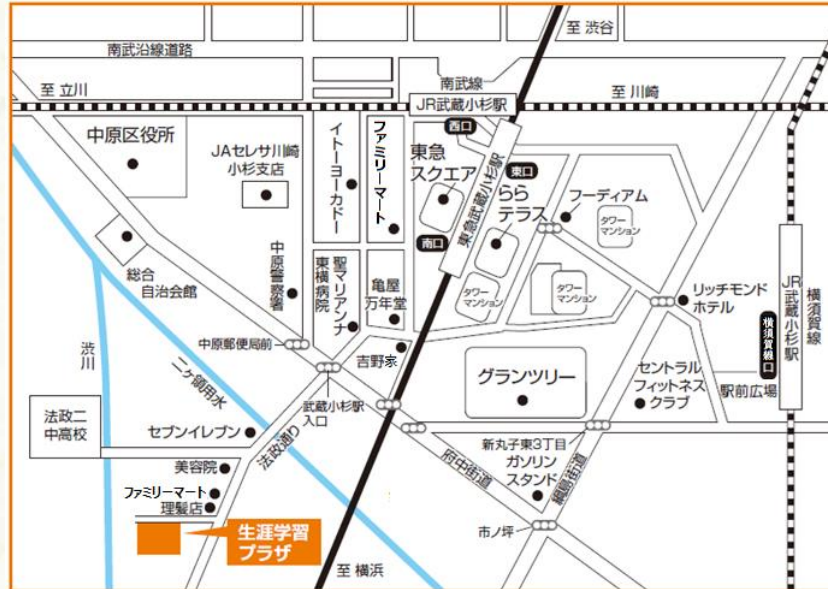 至 渋谷
南武沿線道路
南武線
至 立川
至 川崎
JR武蔵小杉駅
西口
中原区役所
JAセレサ川崎
小杉支店
イトーヨーカドー
ファミリーマート
東急
スクエア
東急武蔵小杉駅
東口
らら
テラス
フーディアム
タワー
マンション
南口
総合
自治会館
中原警察署
聖マリアンナ
東横病院
亀屋
万年堂
タワー
マンション
タワー
マンション
リッチモンド
ホテル
JR武蔵小杉駅
横須賀線
横須賀線口
渋川
二ヶ領用水
中原郵便局前
吉野家
グランツリー
セントラル
フィットネス
クラブ
駅前広場
法政二
中高校
セブンイレブン
武蔵小杉駅
入口
法政通り
新丸子東3丁目
ガソリン
スタンド
府中街道
綱島街道
美容院
ファミリーマート
理髪店
生涯学習
プラザ
市ノ坪
至 横浜